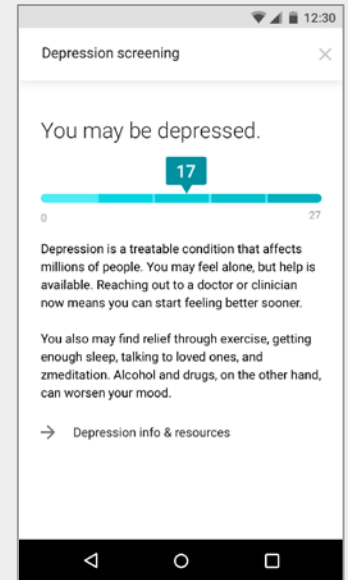 12:30
Depression screening
You may be depressed.
17
0
27
Depression is a treatable condition that affects
millions of people. You may feel alone, but help is
available. Reaching out to a doctor or clinician
now means you can start feeling better sooner.
You also may find relief through exercise, getting
enough sleep, talking to loved ones, and
zmeditation. Alcohol and drugs, on the other hand,
can worsen your mood.
Depression info & resources